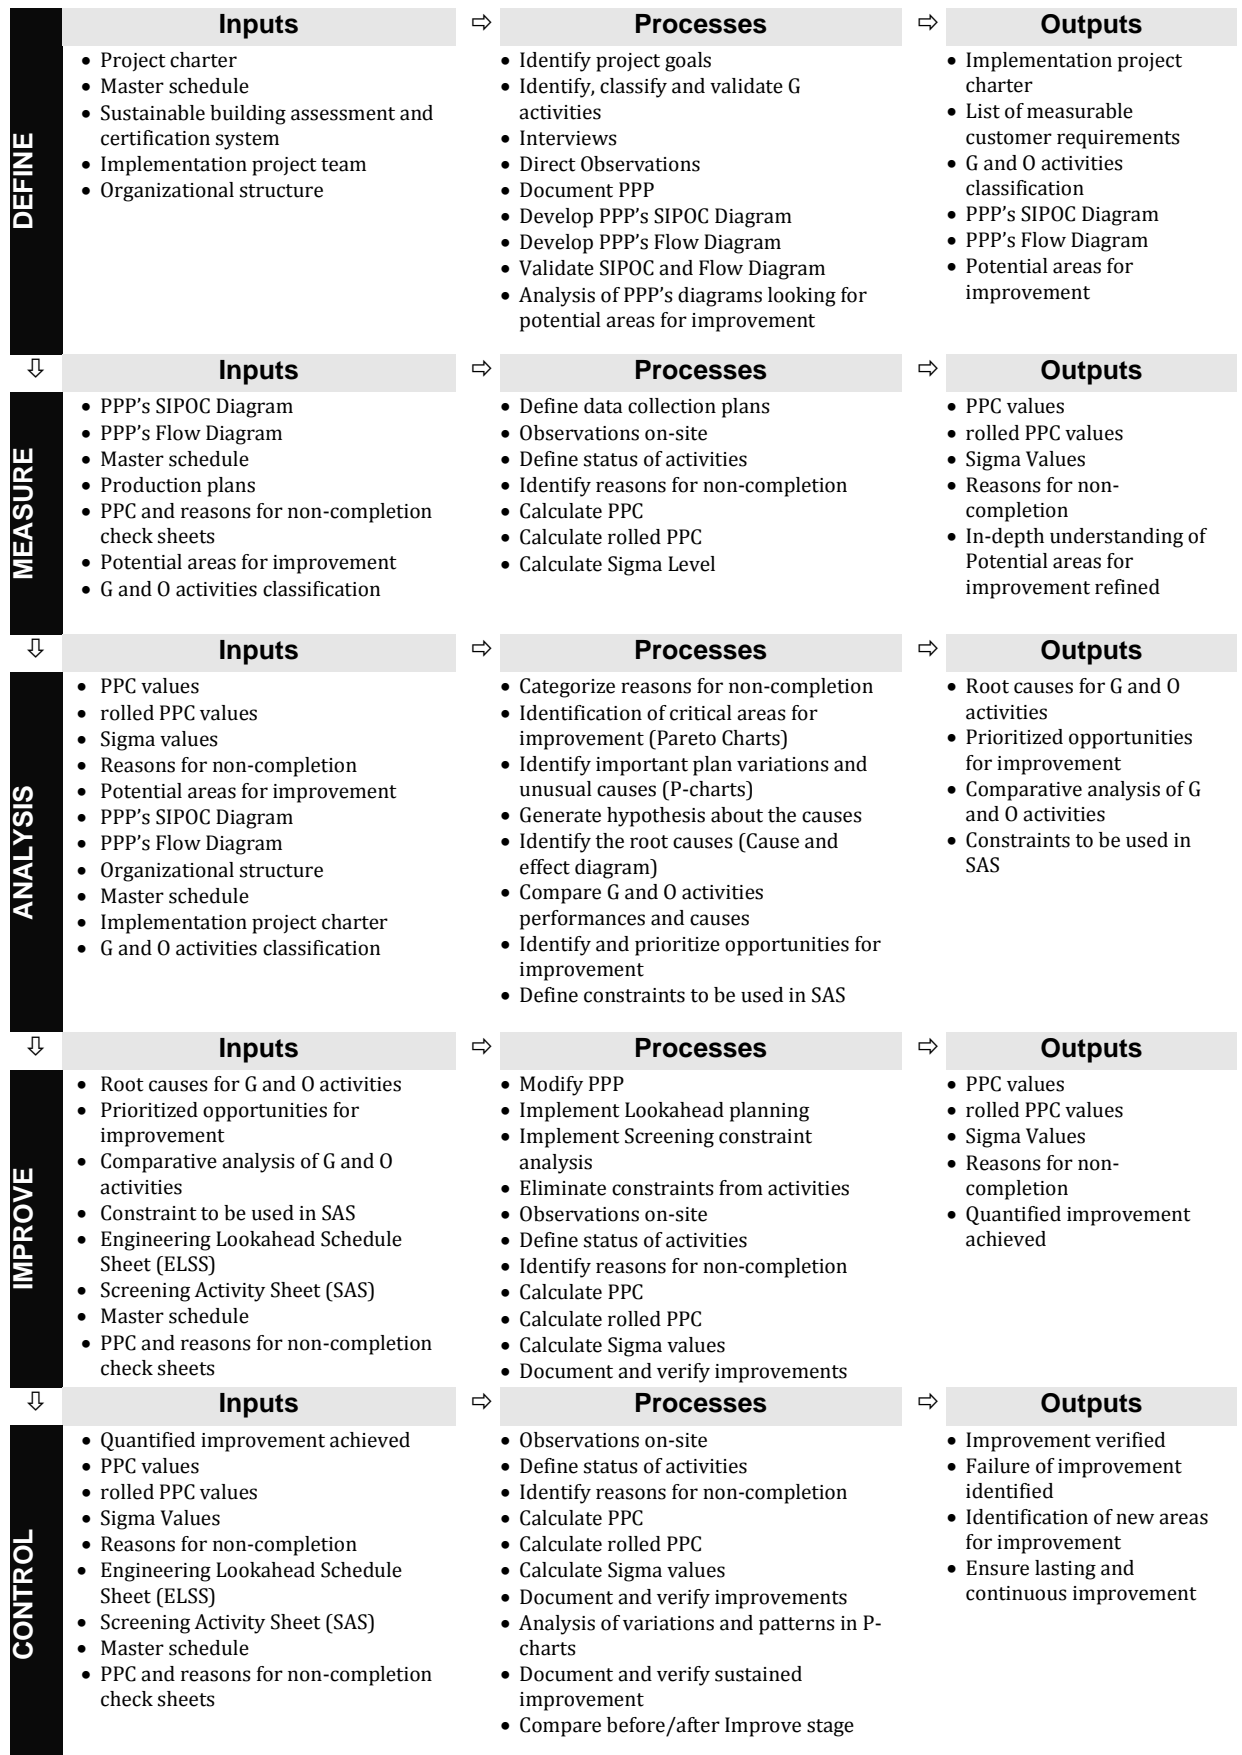 DEFINE
Inputs ⇨ Processes ⇨ Outputs
• Project charter
• Master schedule
• Sustainable building assessment and
certification system
• Implementation project team
• Organizational structure
• Identify project goals
• Identify, classify and validate G
activities
• Interviews
• Direct Observations
• Document PPP
• Develop PPP's SIPOC Diagram
• Develop PPP's Flow Diagram
• Validate SIPOC and Flow Diagram
• Analysis of PPP's diagrams looking for
potential areas for improvement
• Implementation project
charter
• List of measurable
customer requirements
• G and O activities
classification
• PPP's SIPOC Diagram
• PPP's Flow Diagram
• Potential areas for
improvement
⇩ Inputs ⇨ Processes ⇨ Outputs
MEASURE
• PPP's SIPOC Diagram
• PPP's Flow Diagram
• Master schedule
• Production plans
• PPC and reasons for non-completion
check sheets
• Potential areas for improvement
• G and O activities classification
• Define data collection plans
• Observations on-site
• Define status of activities
• Identify reasons for non-completion
• Calculate PPC
• Calculate rolled PPC
• Calculate Sigma Level
• PPC values
• rolled PPC values
• Sigma Values
• Reasons for non-
completion
• In-depth understanding of
Potential areas for
improvement refined
⇩ Inputs ⇨ Processes ⇨ Outputs
ANALYSIS
• PPC values
• rolled PPC values
• Sigma values
• Reasons for non-completion
• Potential areas for improvement
• PPP's SIPOC Diagram
• PPP's Flow Diagram
• Organizational structure
• Master schedule
• Implementation project charter
• G and O activities classification
• Categorize reasons for non-completion
• Identification of critical areas for
improvement (Pareto Charts)
• Identify important plan variations and
unusual causes (P-charts)
• Generate hypothesis about the causes
• Identify the root causes (Cause and
effect diagram)
• Compare G and O activities
performances and causes
• Identify and prioritize opportunities for
improvement
• Define constraints to be used in SAS
• Root causes for G and O
activities
• Prioritized opportunities
for improvement
• Comparative analysis of G
and O activities
• Constraints to be used in
SAS
⇩ Inputs ⇨ Processes ⇨ Outputs
IMPROVE
• Root causes for G and O activities
• Prioritized opportunities for
improvement
• Comparative analysis of G and O
activities
• Constraint to be used in SAS
• Engineering Lookahead Schedule
Sheet (ELSS)
• Screening Activity Sheet (SAS)
• Master schedule
• PPC and reasons for non-completion
check sheets
• Modify PPP
• Implement Lookahead planning
• Implement Screening constraint
analysis
• Eliminate constraints from activities
• Observations on-site
• Define status of activities
• Identify reasons for non-completion
• Calculate PPC
• Calculate rolled PPC
• Calculate Sigma values
• Document and verify improvements
• PPC values
• rolled PPC values
• Sigma Values
• Reasons for non-
completion
• Quantified improvement
achieved
⇩ Inputs ⇨ Processes ⇨ Outputs
CONTROL
• Quantified improvement achieved
• PPC values
• rolled PPC values
• Sigma Values
• Reasons for non-completion
• Engineering Lookahead Schedule
Sheet (ELSS)
• Screening Activity Sheet (SAS)
• Master schedule
• PPC and reasons for non-completion
check sheets
• Observations on-site
• Define status of activities
• Identify reasons for non-completion
• Calculate PPC
• Calculate rolled PPC
• Calculate Sigma values
• Document and verify improvements
• Analysis of variations and patterns in P-
charts
• Document and verify sustained
improvement
• Compare before/after Improve stage
• Improvement verified
• Failure of improvement
identified
• Identification of new areas
for improvement
• Ensure lasting and
continuous improvement